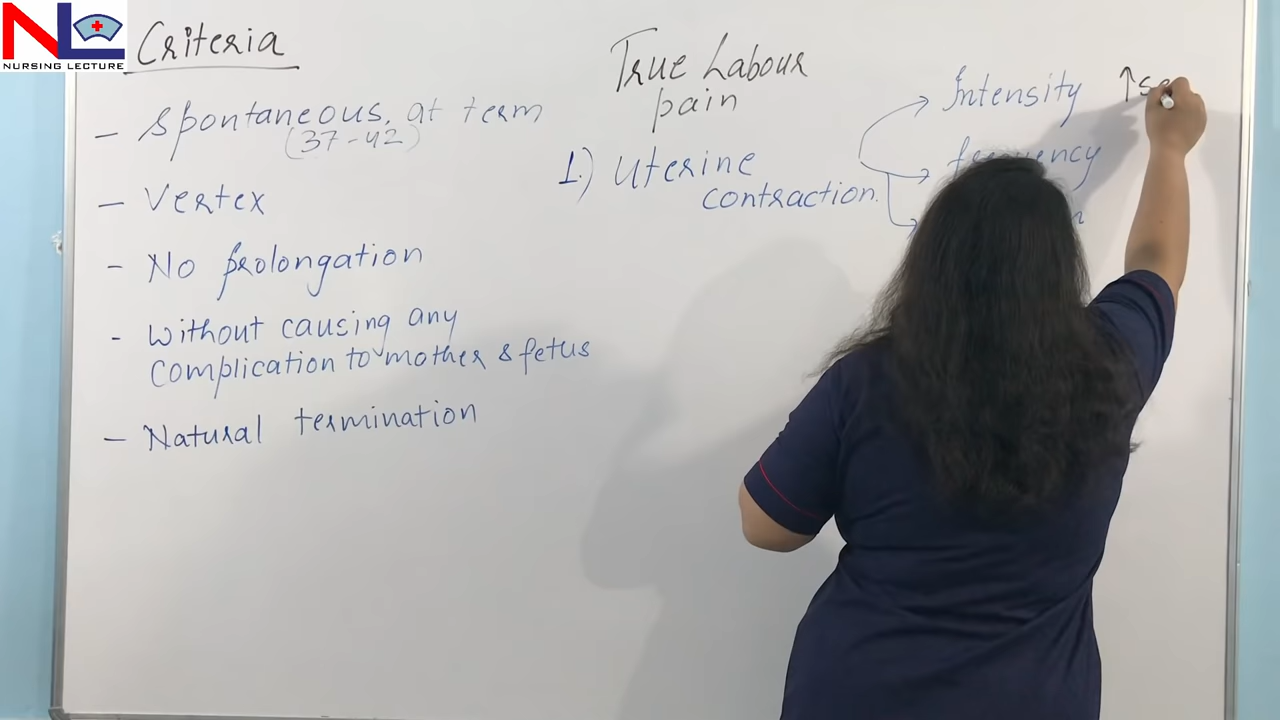 NL
NURSING LECTURE
Criteria
- Spontaneous, at term
(37-42)
- Vertex
- No prolongation
- Without causing any
complication to mother & fetus
- Natural termination
True Labour
pain
1.) Uterine
contraction.
Intensity ↑se
frequency